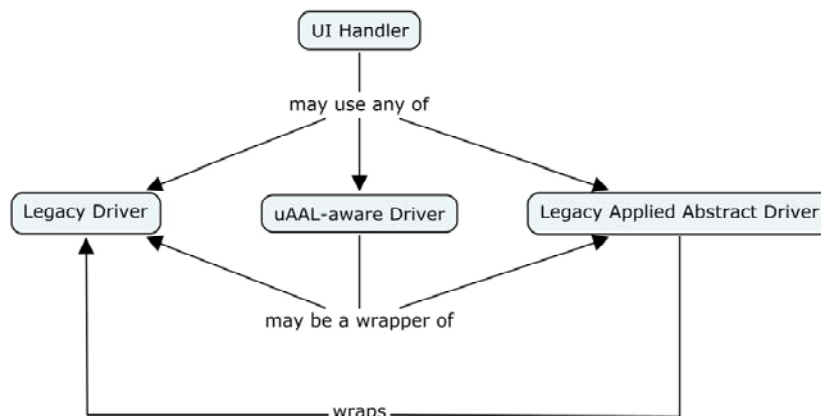 UI Handler
may use any of
Legacy Driver
uAAL-aware Driver
Legacy Applied Abstract Driver
may be a wrapper of
wraps